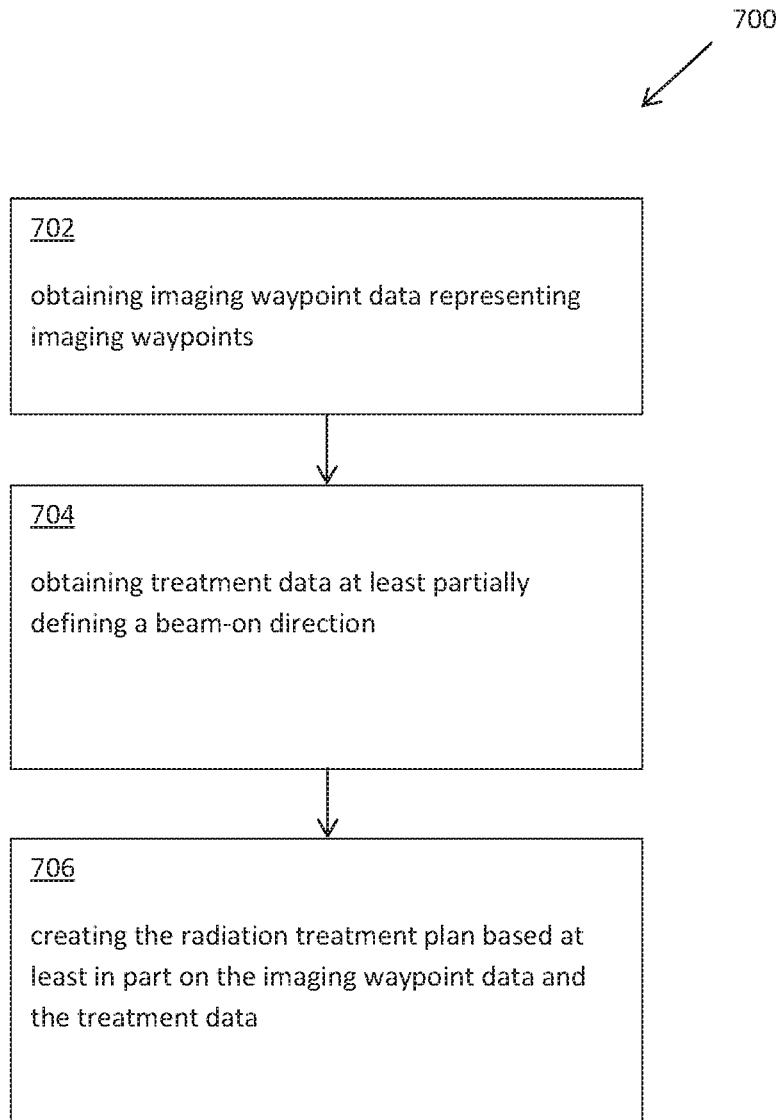 700
702
obtaining imaging waypoint data representing
imaging waypoints
704
obtaining treatment data at least partially
defining a beam-on direction
706
creating the radiation treatment plan based at
least in part on the imaging waypoint data and
the treatment data